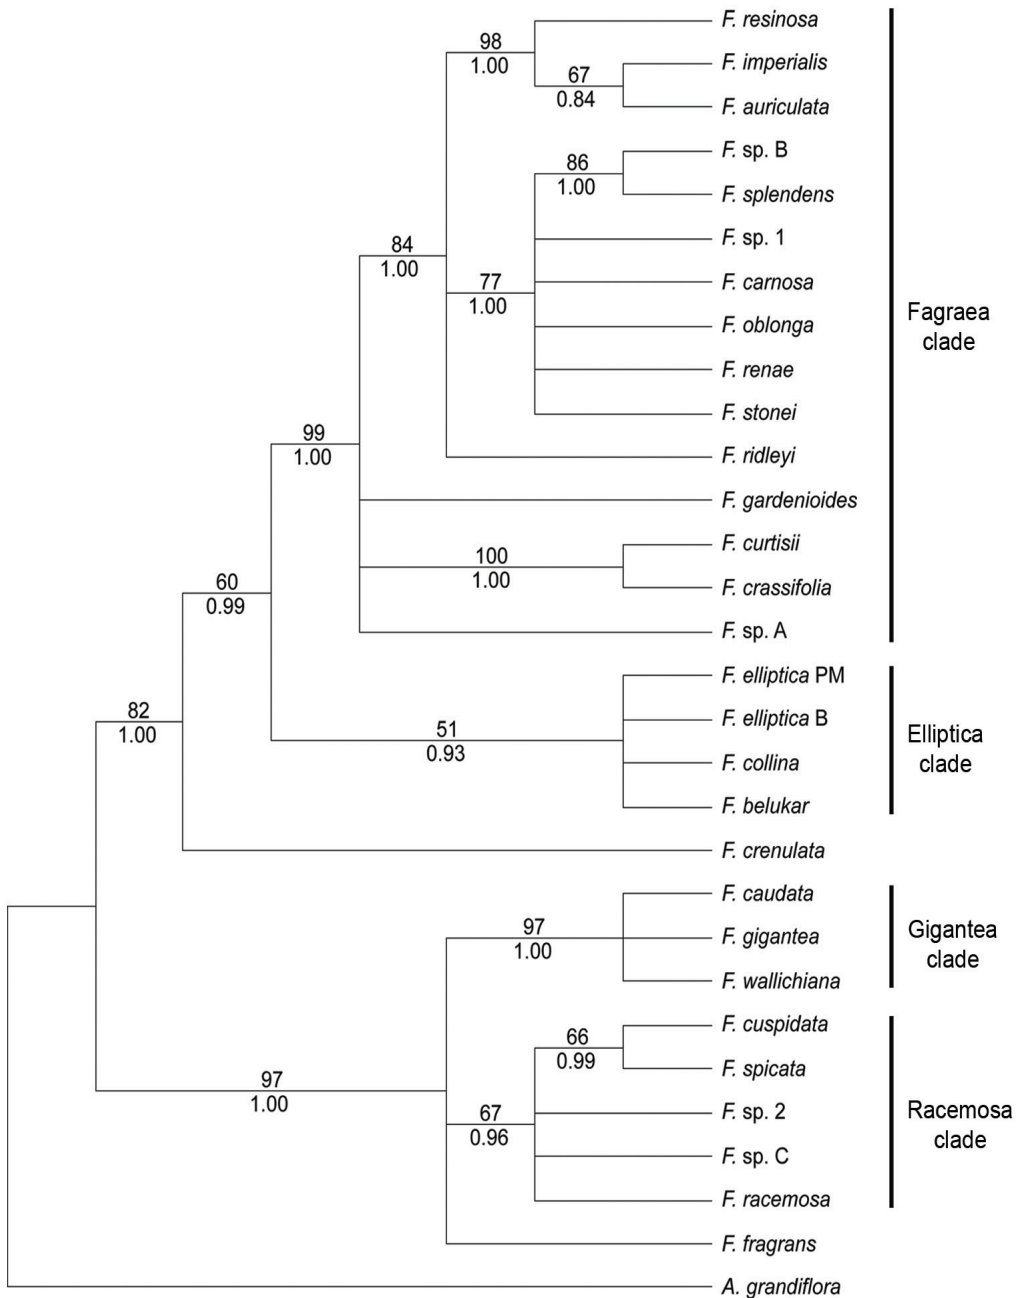 F. resinosa
98
1.00
F. imperialis
67
0.84
F. auriculata
F. sp. B
86
1.00
F. splendens
F. sp. 1
84
1.00
77
1.00
F. carnosa
F. oblonga
Fagraea
clade
F. renae
F. stonei
99
1.00
F. ridleyi
F. gardenioides
F. curtisii
100
1.00
F. crassifolia
60
0.99
F. sp. A
F. elliptica PM
82
1.00
F. elliptica B
51
0.93
Elliptica
clade
F. collina
F. belukar
F. crenulata
F. caudata
97
1.00
F. gigantea
Gigantea
clade
F. wallichiana
F. cuspidata
66
0.99
F. spicata
97
1.00
67
0.96
F. sp. 2
Racemosa
clade
F. sp. C
F. racemosa
F. fragrans
A. grandiflora